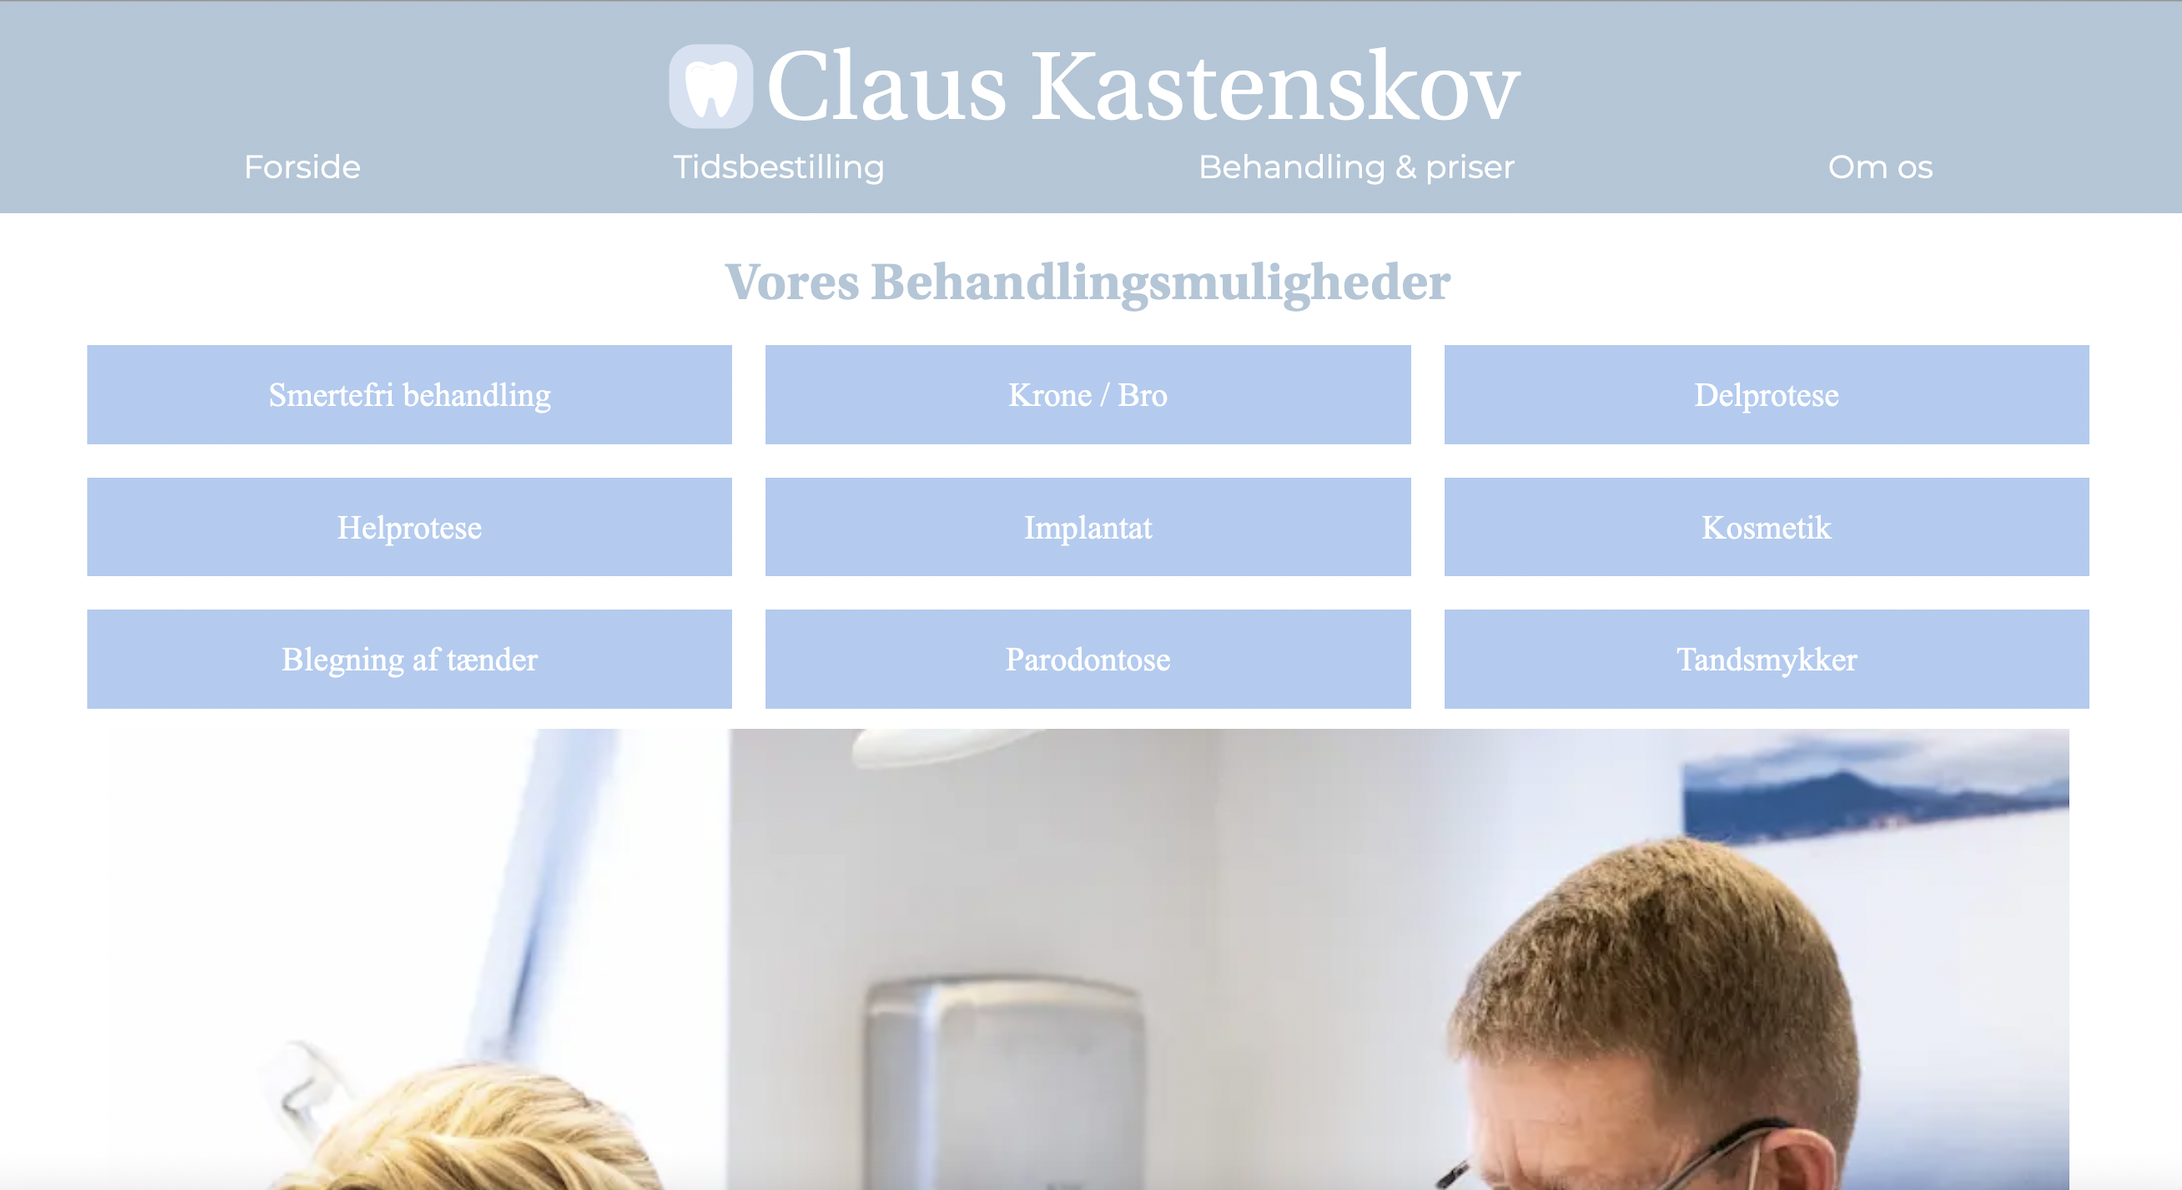 Claus Kastenskov
Forside Tidsbestilling Behandling & priser Om os
Vores Behandlingsmuligheder
Smertefri behandling Krone / Bro Delprotese
Helprotese Implantat Kosmetik
Blegning af tænder Parodontose Tandsmykker